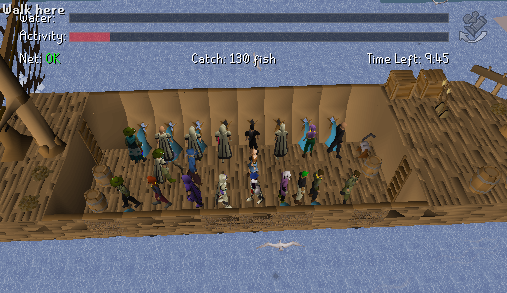 Walk here
Water:
Activity:
Net: OK
Catch: 130 fish
Time Left: 9:45